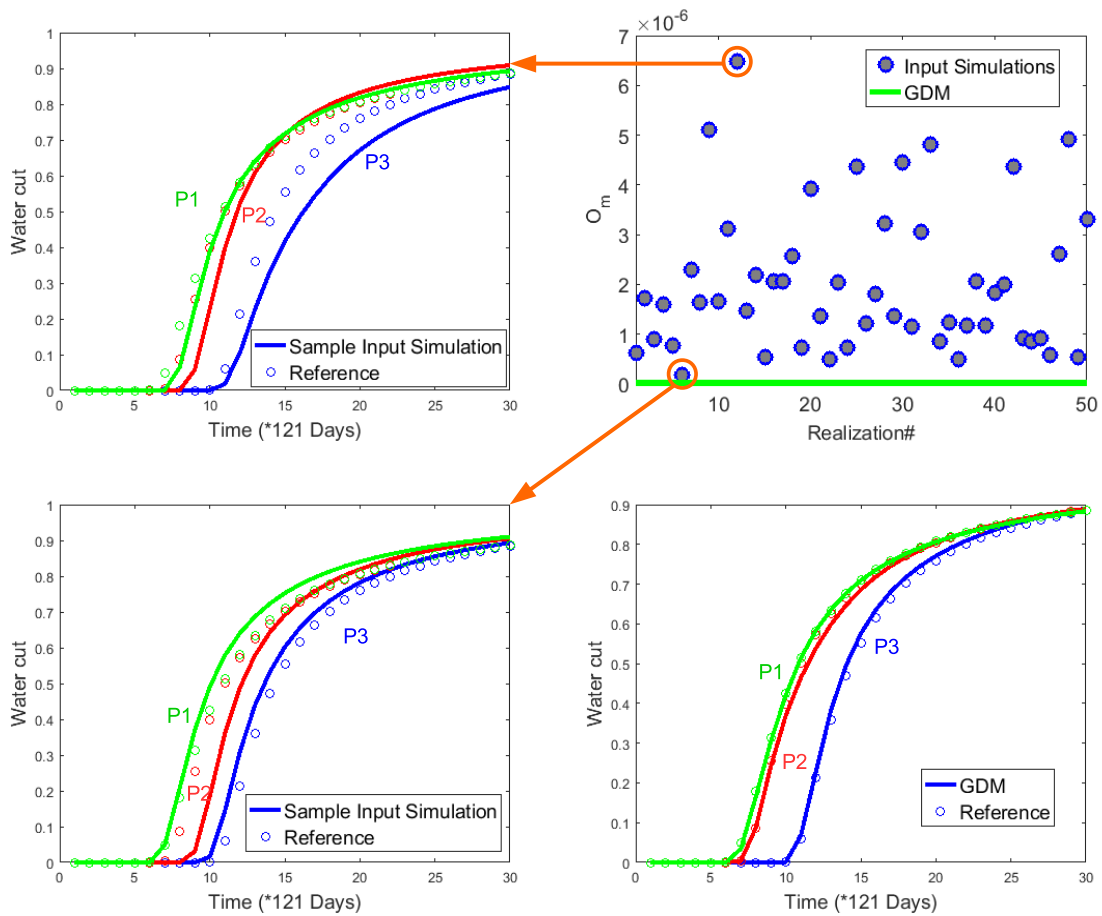 1
0.9
0.8
0.7
0.6
0.5
0.4
0.3
0.2
0.1
0
0 5 10 15 20 25 30
Water cut
Time (*121 Days)
P1
P2
P3
Sample Input Simulation
Reference
×10⁻⁶
7
6
5
4
3
2
1
0
10 20 30 40 50
Oₘ
Realization#
Input Simulations
GDM
1
0.9
0.8
0.7
0.6
0.5
0.4
0.3
0.2
0.1
0
0 5 10 15 20 25 30
Water cut
Time (*121 Days)
P1
P2
P3
Sample Input Simulation
Reference
0.9
0.8
0.7
0.6
0.5
0.4
0.3
0.2
0.1
0
0 5 10 15 20 25 30
Water cut
Time (*121 Days)
P1
P2
P3
GDM
Reference